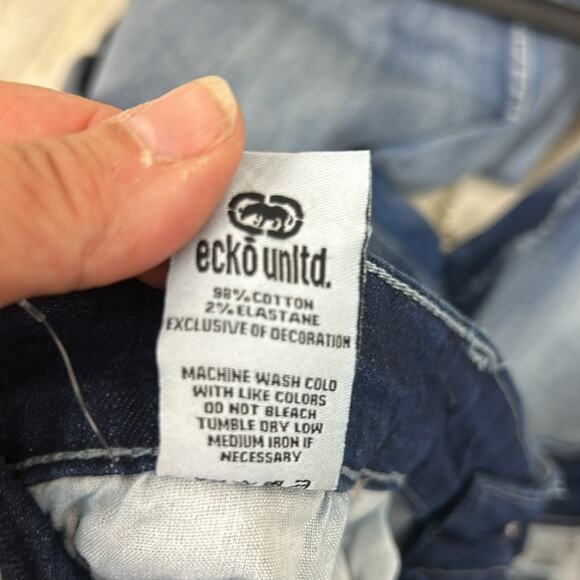 eckō unltd.
98% COTTON
2% ELASTANE
EXCLUSIVE OF DECORATION
MACHINE WASH COLD
WITH LIKE COLORS
DO NOT BLEACH
TUMBLE DRY LOW
MEDIUM IRON IF
NECESSARY